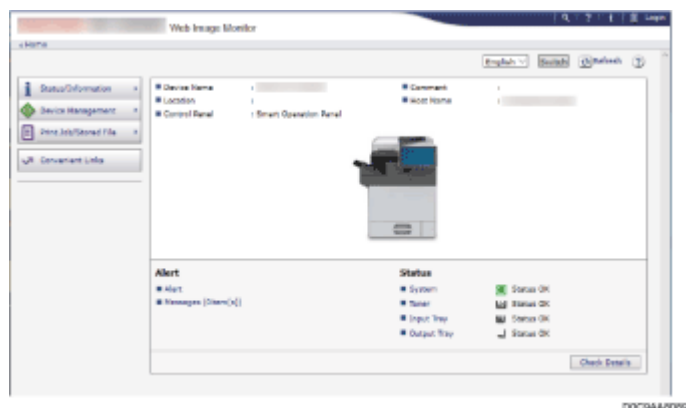 Web Image Monitor
Login
Home
English Switch Refresh
Status/Information
Device Management
Print Job/Stored File
Convenient Links
Device Name :
Location :
Control Panel : Smart Operation Panel
Comment :
Host Name :
Alert
Alert
Messages (0item(s))
Status
System Status OK
Toner Status OK
Input Tray Status OK
Output Tray Status OK
Check Details